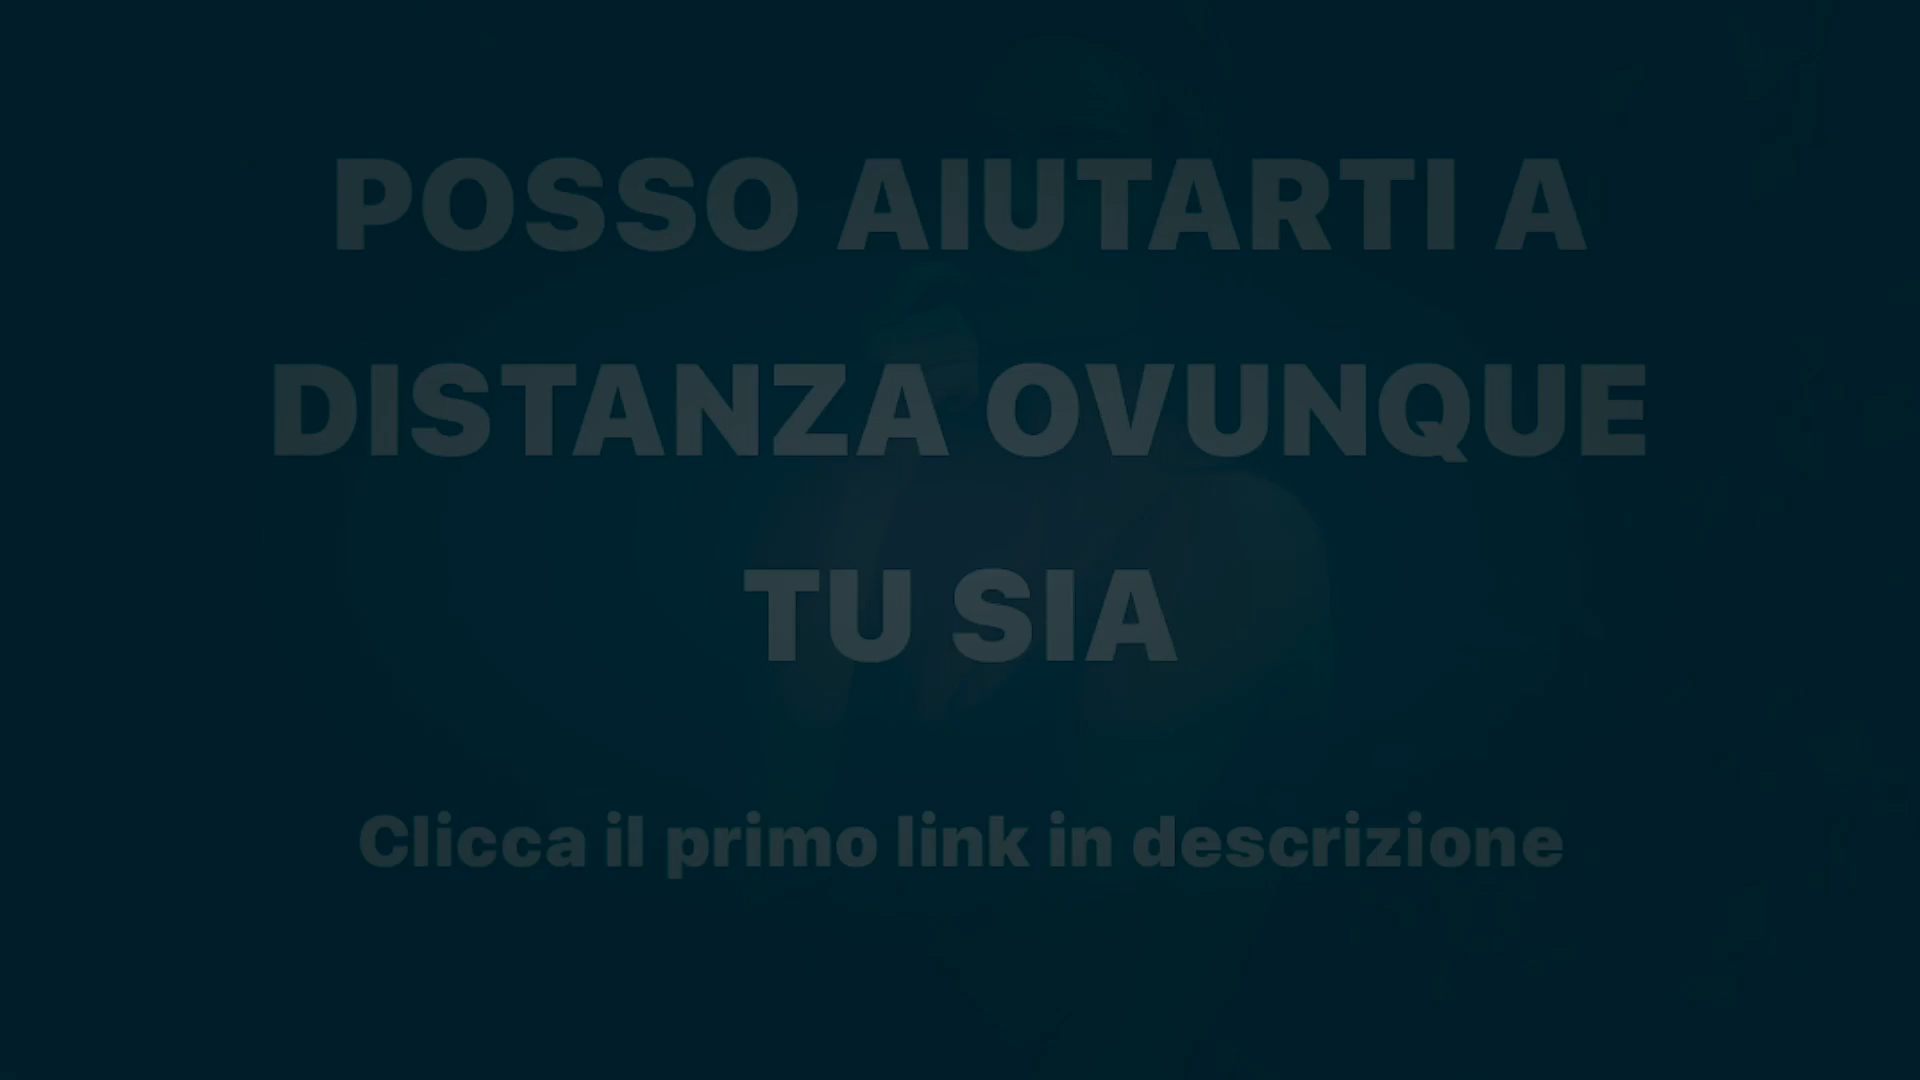 POSSO AIUTARTI A
DISTANZA OVUNQUE
TU SIA
Clicca il primo link in descrizione